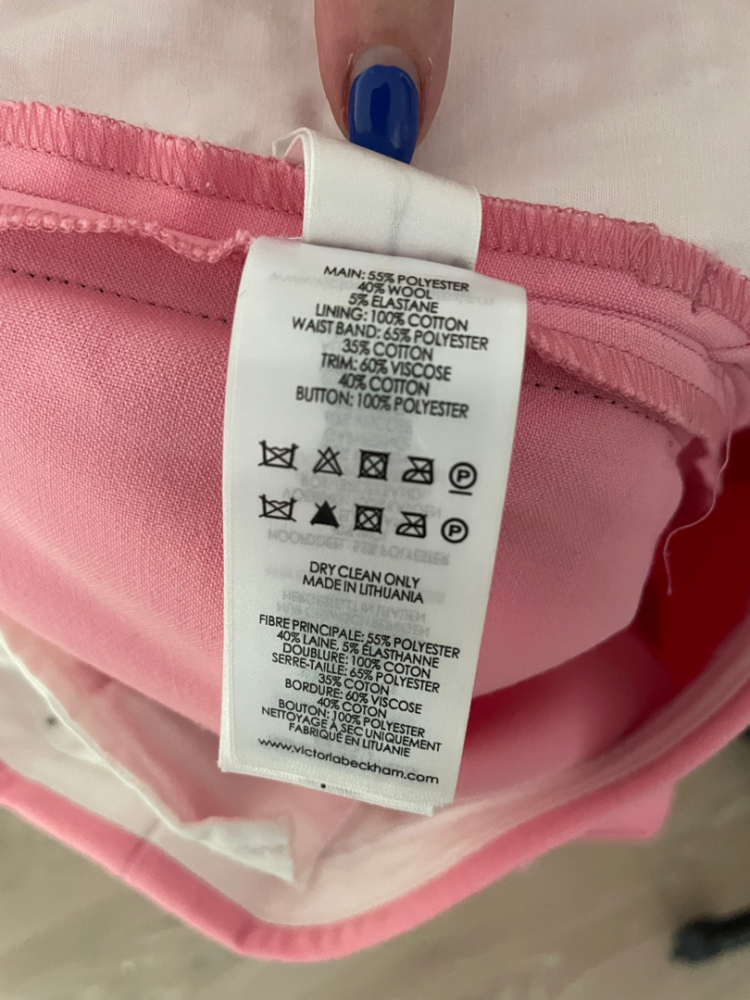 MAIN: 55% POLYESTER
40% WOOL
5% ELASTANE
LINING: 100% COTTON
WAIST BAND: 65% POLYESTER
35% COTTON
TRIM: 60% VISCOSE
40% COTTON
BUTTON: 100% POLYESTER
P
P
DRY CLEAN ONLY
MADE IN LITHUANIA
FIBRE PRINCIPALE: 55% POLYESTER
40% LAINE, 5% ÉLASTHANNE
DOUBLURE: 100% COTON
SERRE-TAILLE: 65% POLYESTER
35% COTON
BORDURE: 60% VISCOSE
40% COTON
BOUTON: 100% POLYESTER
NETTOYAGE À SEC UNIQUEMENT
FABRIQUÉ EN LITUANIE
www.victoriabeckham.com